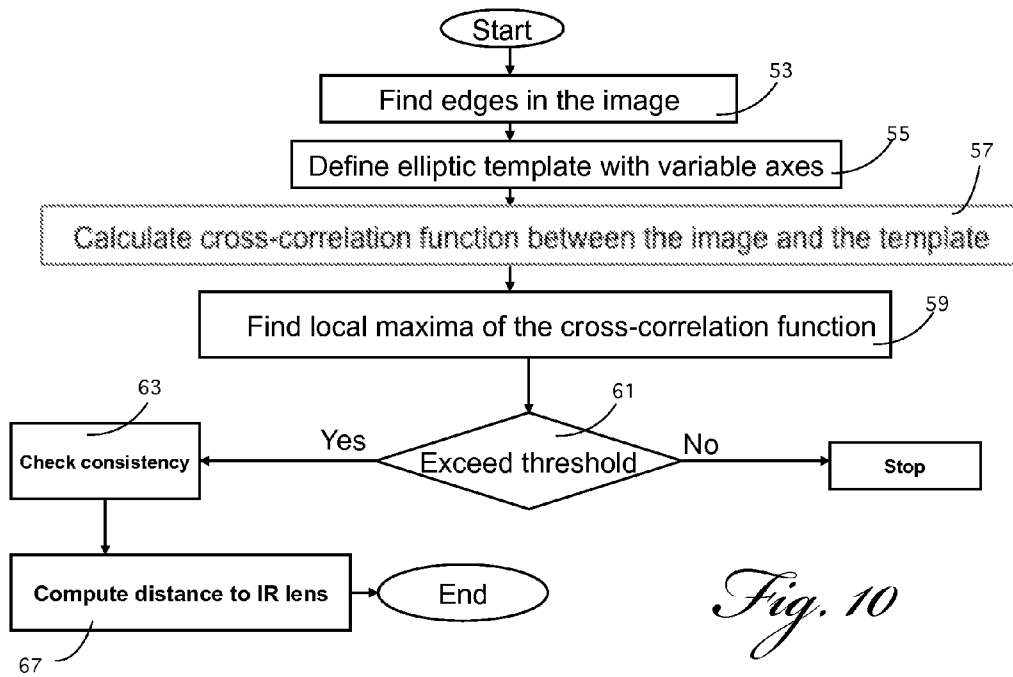 Start
53
Find edges in the image
55
Define elliptic template with variable axes
57
Calculate cross-correlation function between the image and the template
59
Find local maxima of the cross-correlation function
61
63
Yes
No
Check consistency
Exceed threshold
Stop
Compute distance to IR lens
End
67
Fig. 10